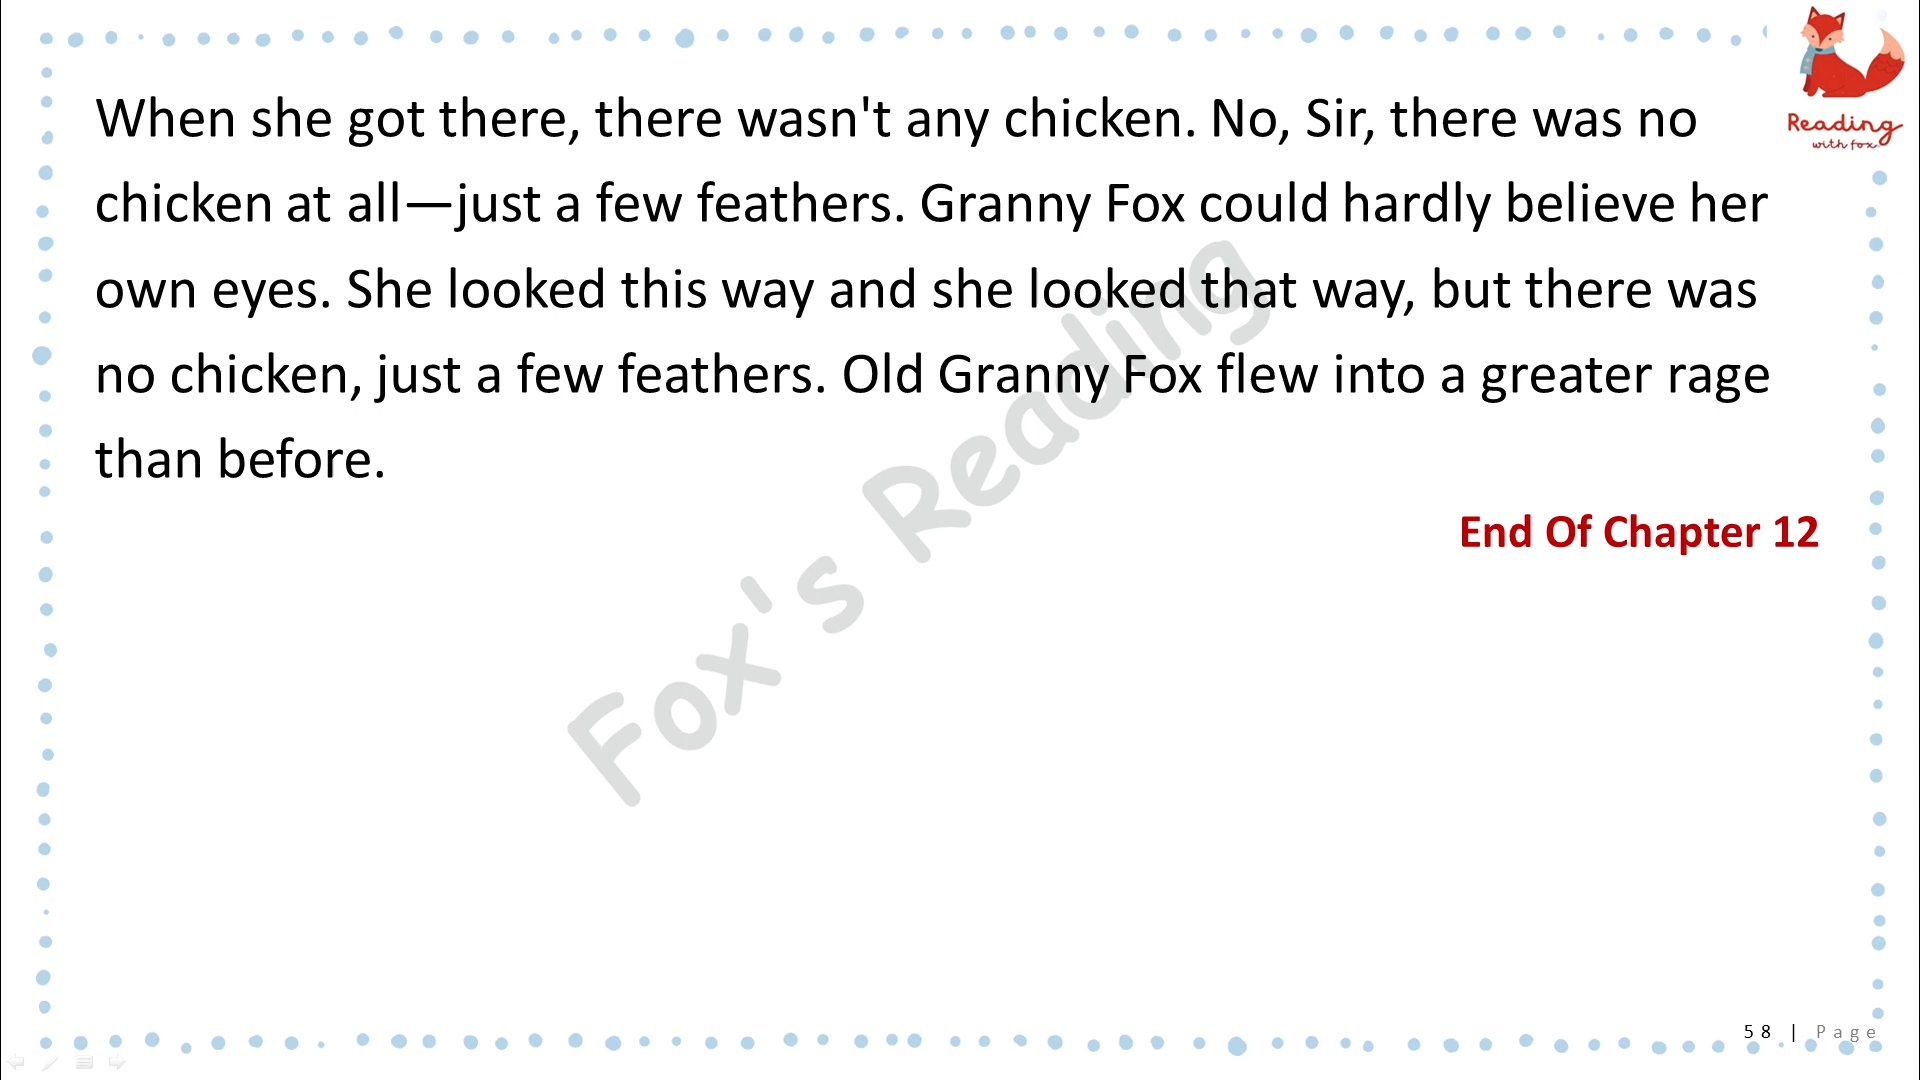 When she got there, there wasn't any chicken. No, Sir, there was no
chicken at all—just a few feathers. Granny Fox could hardly believe her
own eyes. She looked this way and she looked that way, but there was
no chicken, just a few feathers. Old Granny Fox flew into a greater rage
than before.
End Of Chapter 12
Reading
with fox
Fox's Reading
58 | Page